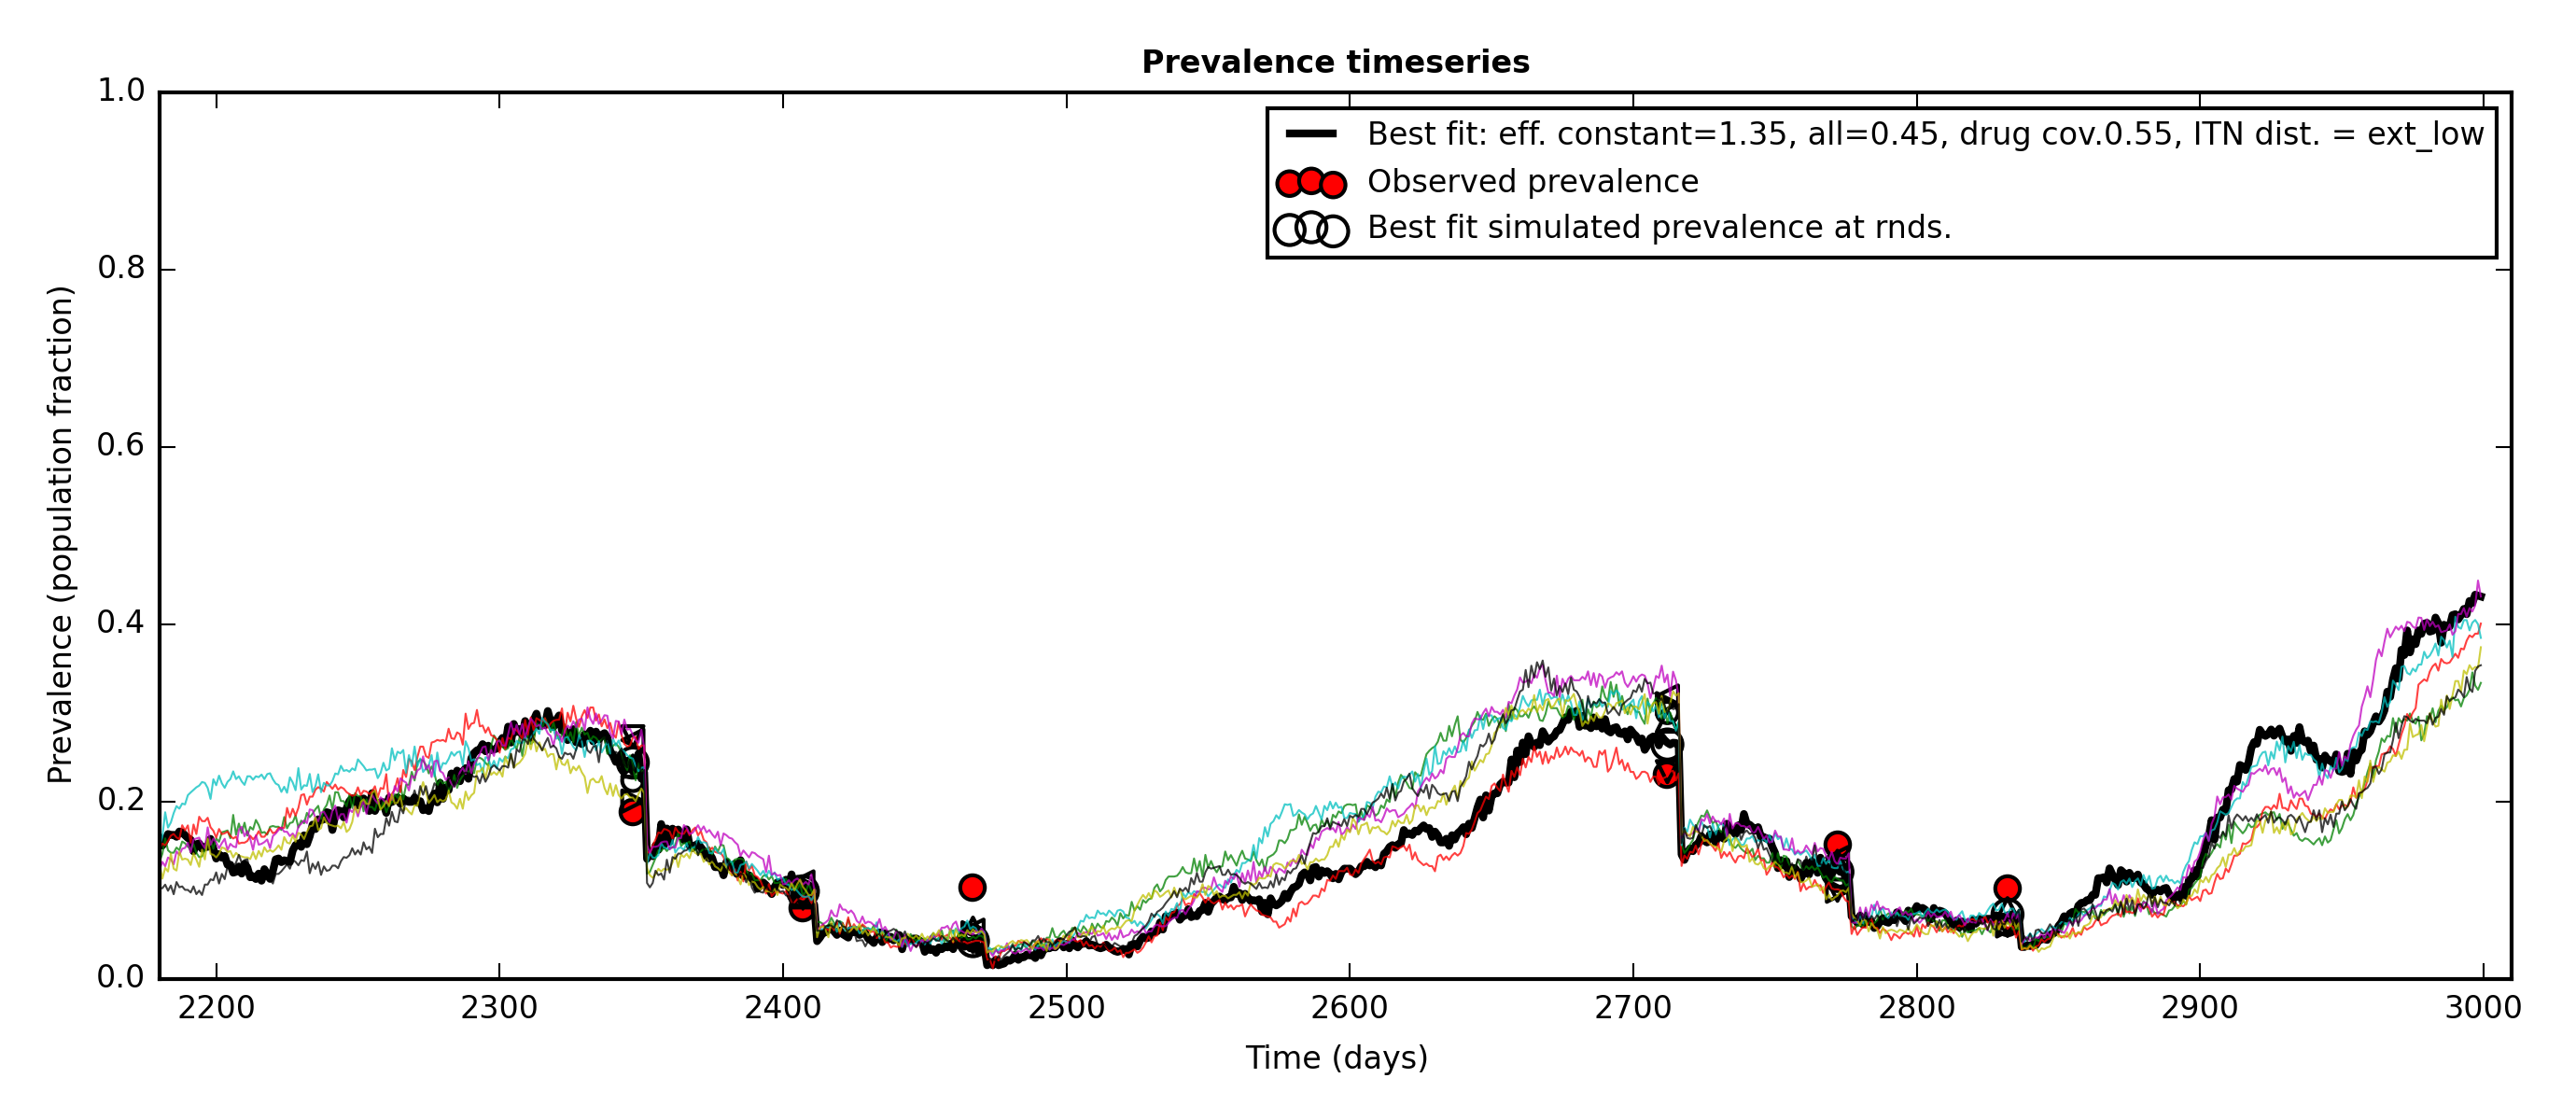 Prevalence timeseries
1.0
0.8
0.6
0.4
0.2
0.0
Prevalence (population fraction)
Best fit: eff. constant=1.35, all=0.45, drug cov.0.55, ITN dist. = ext_low
Observed prevalence
Best fit simulated prevalence at rnds.
2200 2300 2400 2500 2600 2700 2800 2900 3000
Time (days)